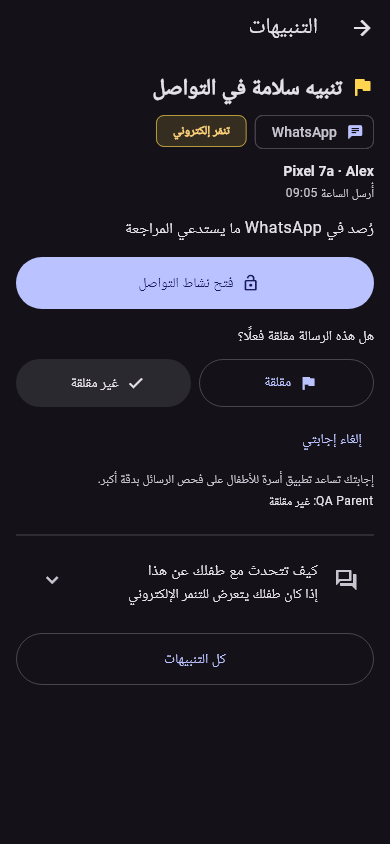 التنبيهات
تنبيه سلامة في التواصل
WhatsApp
تنمّر إلكتروني
Pixel 7a · Alex
أُرسل الساعة 09:05
رُصد في WhatsApp ما يستدعي المراجعة
فتح نشاط التواصل
هل هذه الرسالة مقلقة فعلًا؟
مقلقة
غير مقلقة
إلغاء إجابتي
إجابتك تساعد تطبيق أسرة للأطفال على فحص الرسائل بدقة أكبر.
QA Parent: غير مقلقة
كيف تتحدث مع طفلك عن هذا
إذا كان طفلك يتعرض للتنمر الإلكتروني
كل التنبيهات